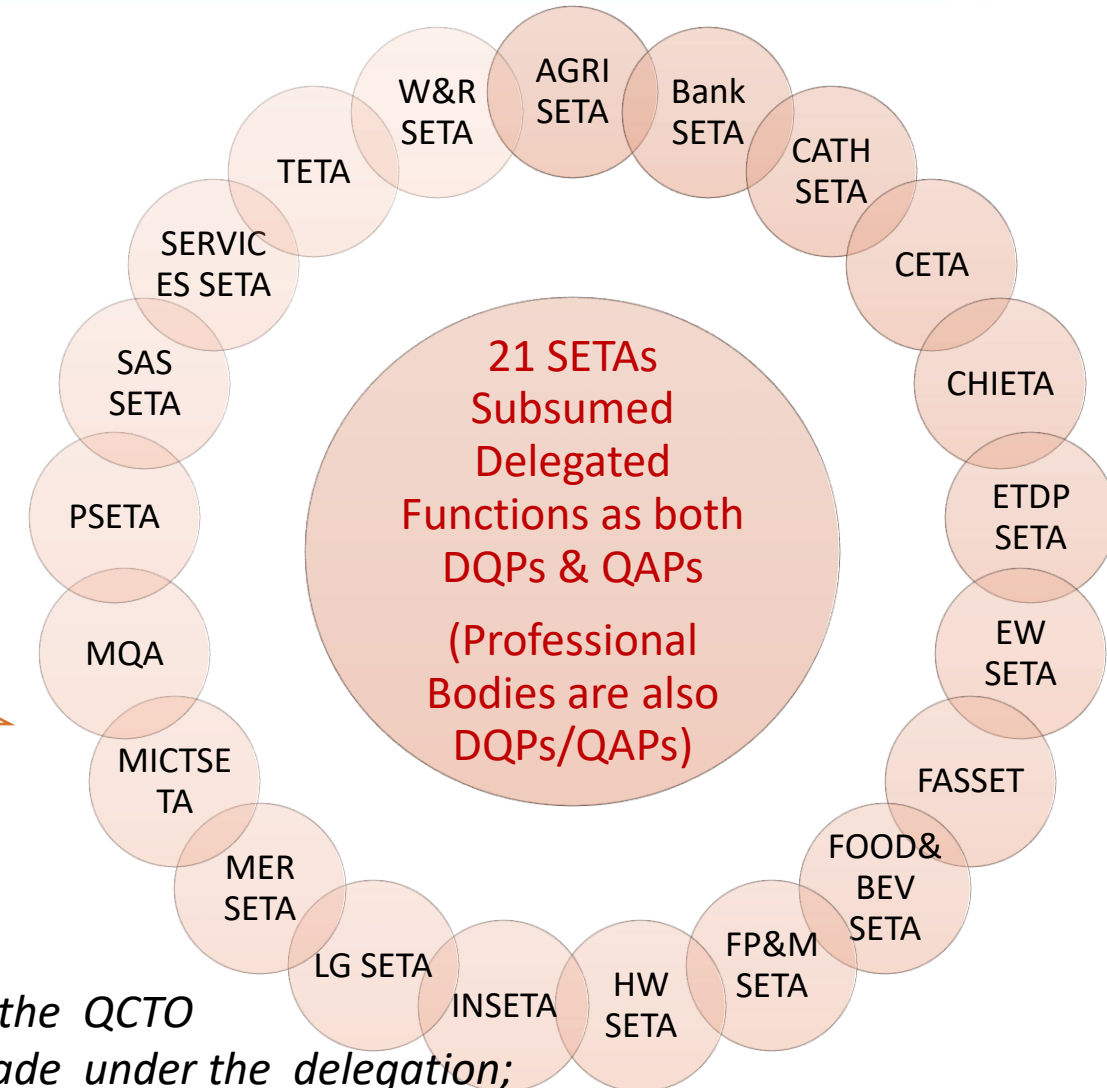 AGRI
SETA
Bank
SETA
CATH
SETA
CETA
CHIETA
ETDP
SETA
EW
SETA
FASSET
FOOD&
BEV
SETA
FP&M
SETA
HW
SETA
INSETA
LG SETA
MER
SETA
MICTSE
TA
MQA
PSETA
SAS
SETA
SERVIC
ES SETA
TETA
W&R
SETA
21 SETAs
Subsumed
Delegated
Functions as both
DQPs & QAPs
(Professional
Bodies are also
DQPs/QAPs)
the QCTO
ade under the delegation;